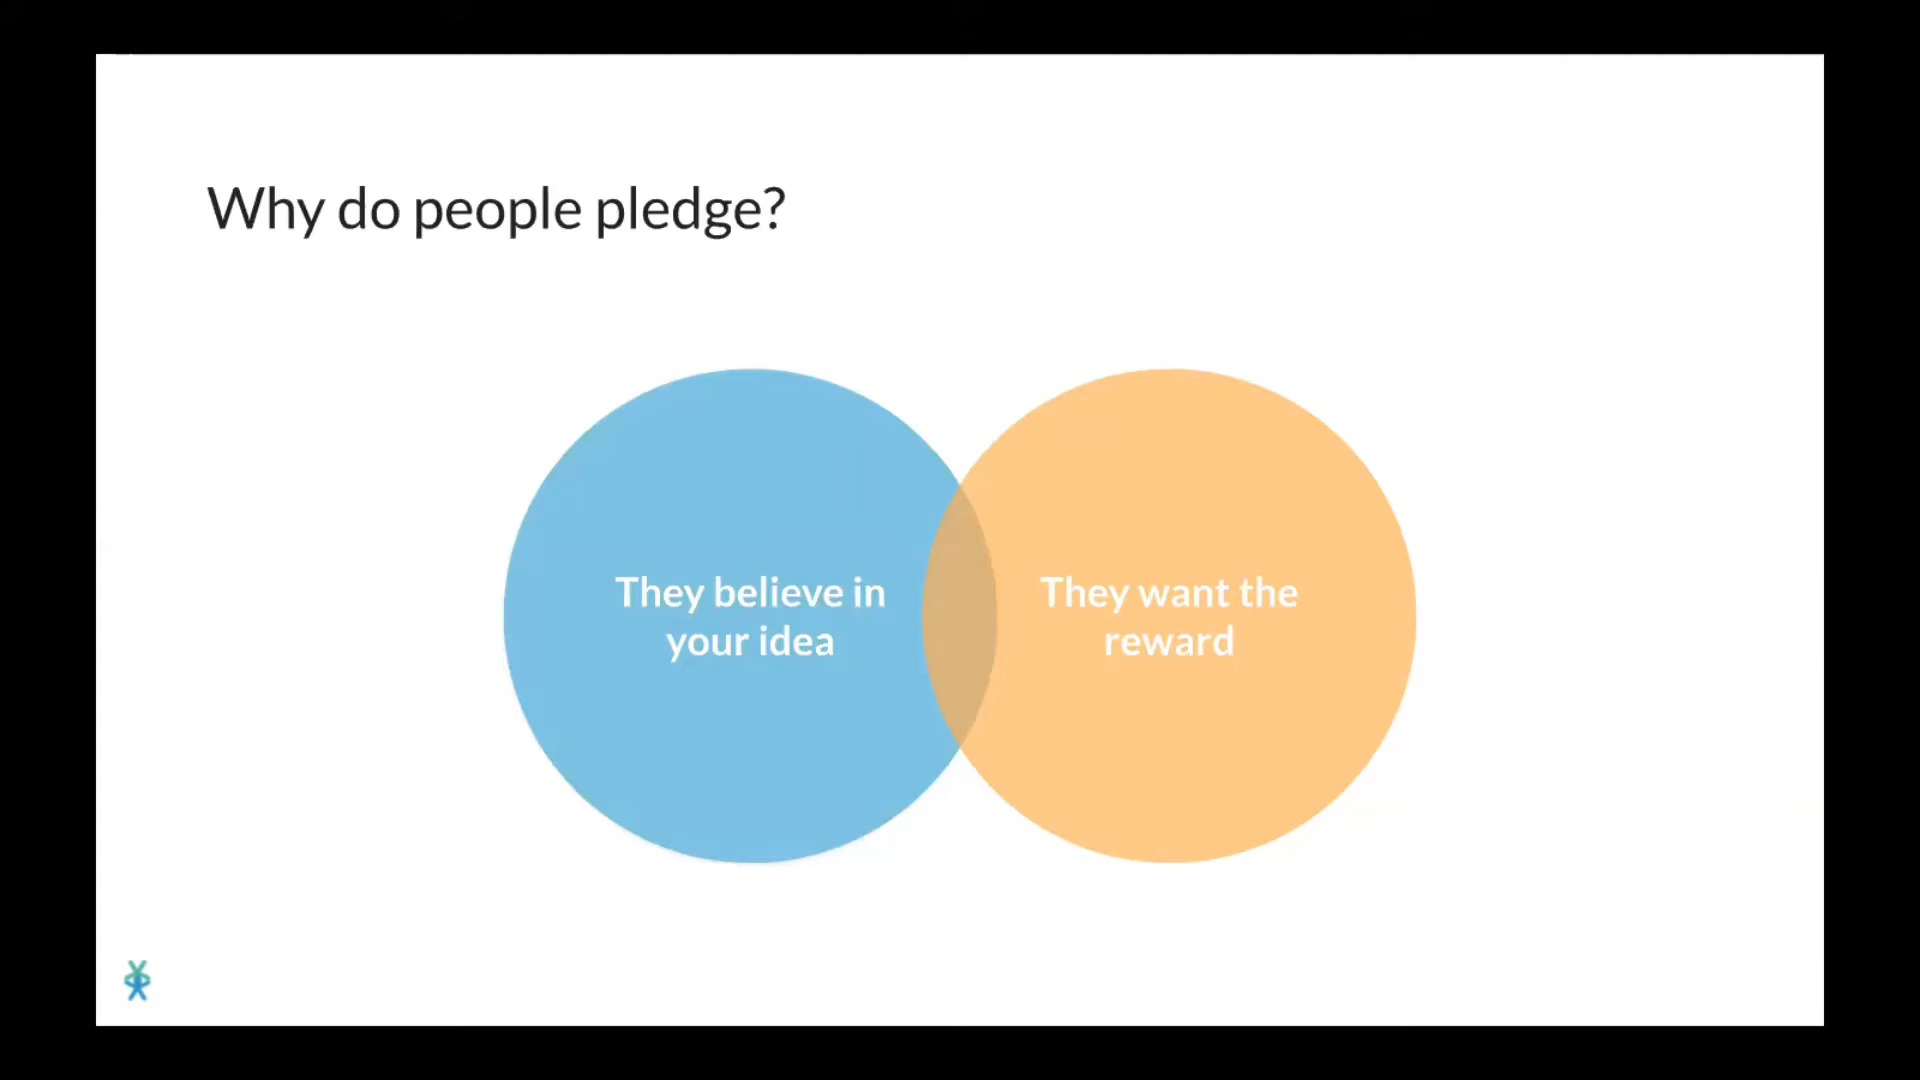 Why do people pledge?
They believe in
your idea
They want the
reward